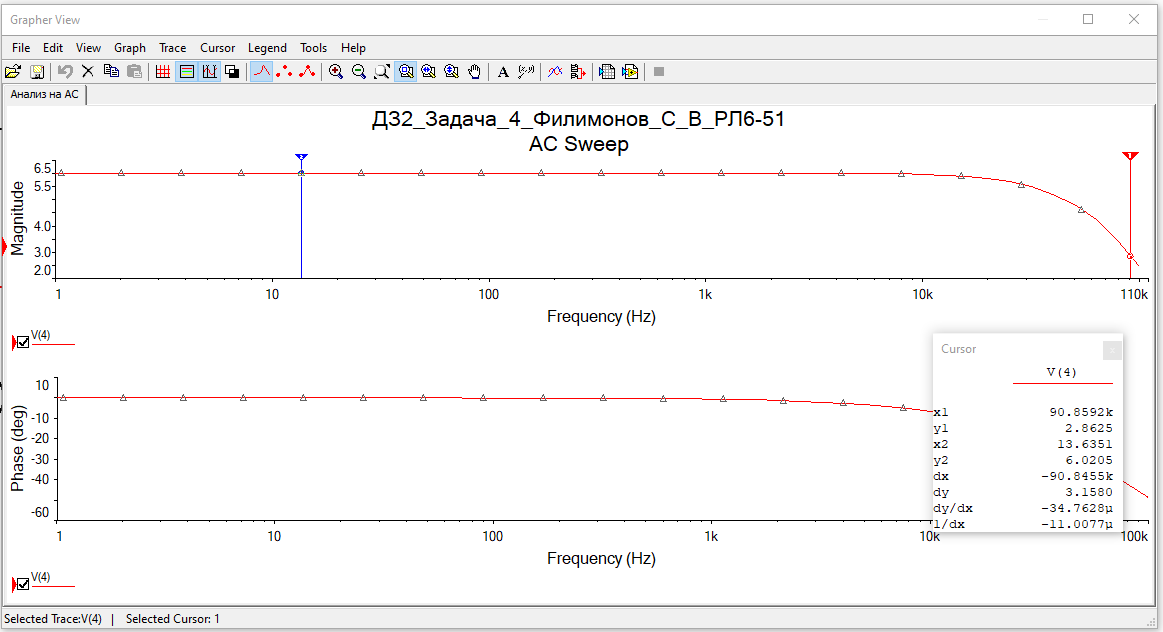 Grapher View
File Edit View Graph Trace Cursor Legend Tools Help
Анализ на AC
ДЗ2_Задача_4_Филимонов_С_В_РЛ6-51
AC Sweep
Magnitude
6.5
5.5
4.0
3.0
2.0
1 10 100 1k 10k 110k
Frequency (Hz)
V(4)
Phase (deg)
10
-10
-20
-30
-40
-60
1 10 100 1k 10k 100k
Frequency (Hz)
V(4)
Cursor
V(4)
x1 90.8592k
y1 2.8625
x2 13.6351
y2 6.0205
dx -90.8455k
dy 3.1580
dy/dx -34.7628µ
1/dx -11.0077µ
Selected Trace:V(4) | Selected Cursor: 1